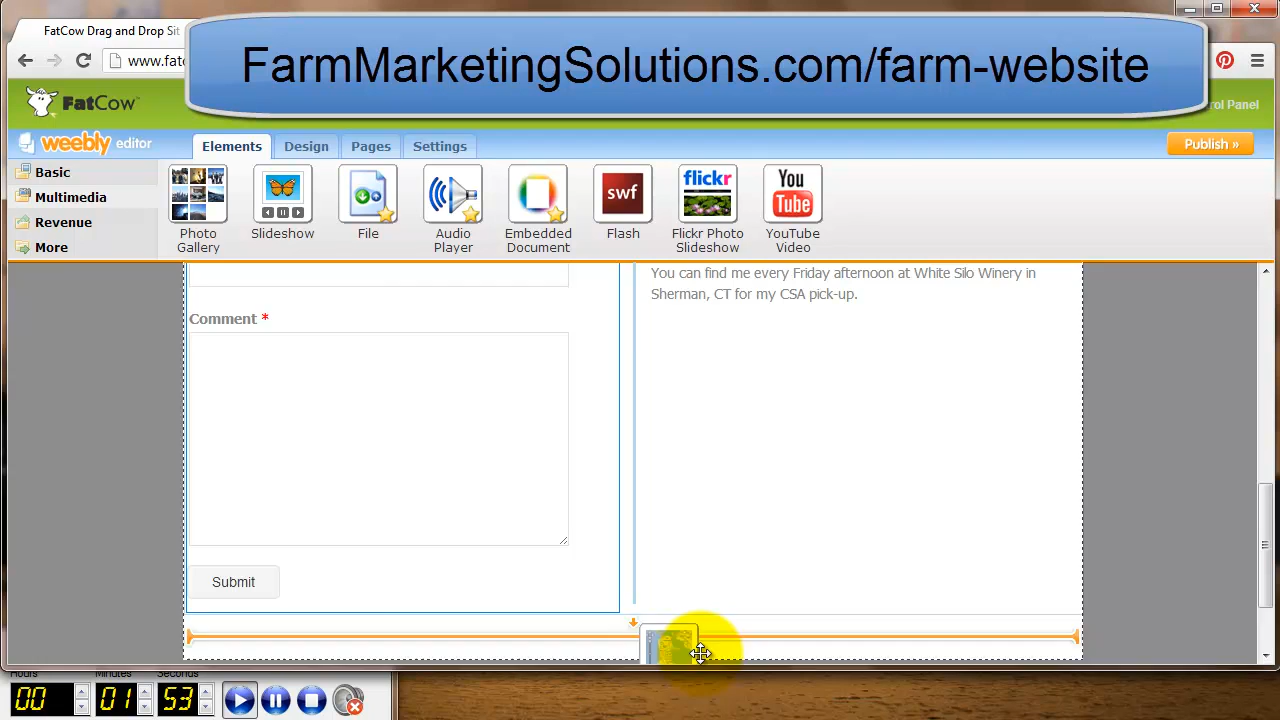 FatCow Drag and Drop Sit
www.fatc
FarmMarketingSolutions.com/farm-website
FatCow
rol Panel
weebly editor
Elements
Design
Pages
Settings
Publish »
Basic
Multimedia
Revenue
More
Photo Gallery
Slideshow
File
Audio Player
Embedded Document
swf
Flash
flickr
Flickr Photo Slideshow
You Tube
YouTube Video
You can find me every Friday afternoon at White Silo Winery in
Sherman, CT for my CSA pick-up.
Comment *
Submit
Hours
Minutes
Seconds
00
01
53